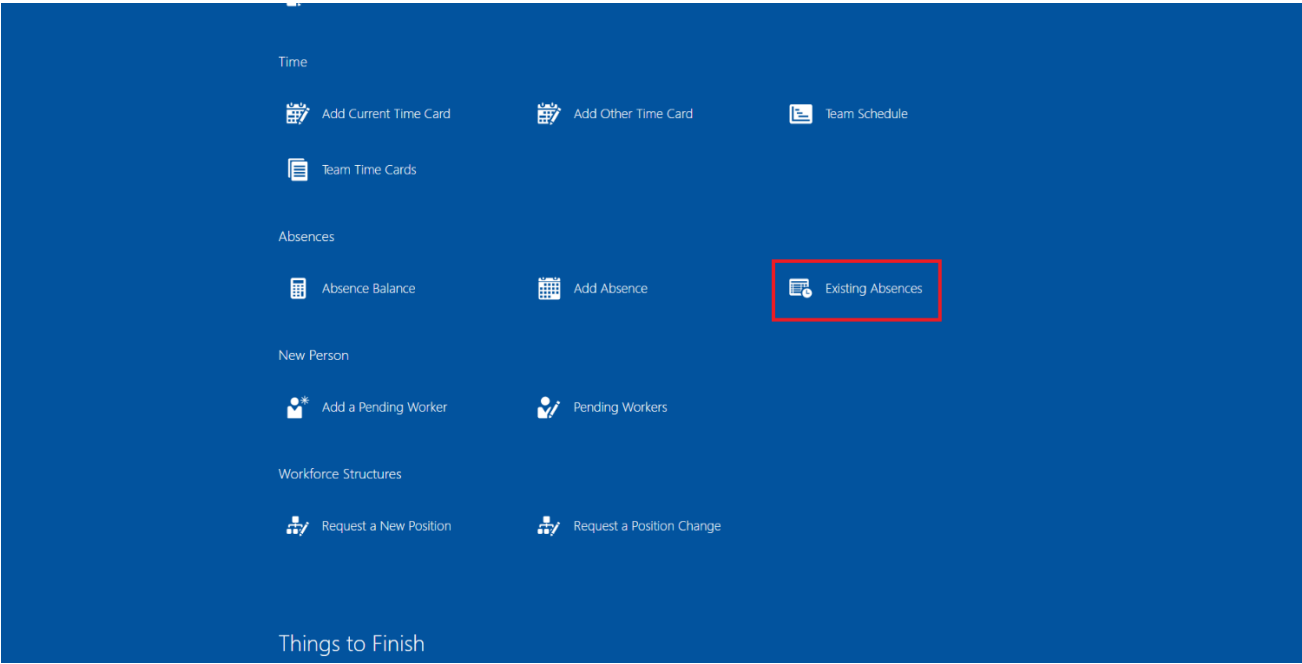 Time
Add Current Time Card
Add Other Time Card
Team Schedule
Team Time Cards
Absences
Absence Balance
Add Absence
Existing Absences
New Person
Add a Pending Worker
Pending Workers
Workforce Structures
Request a New Position
Request a Position Change
Things to Finish